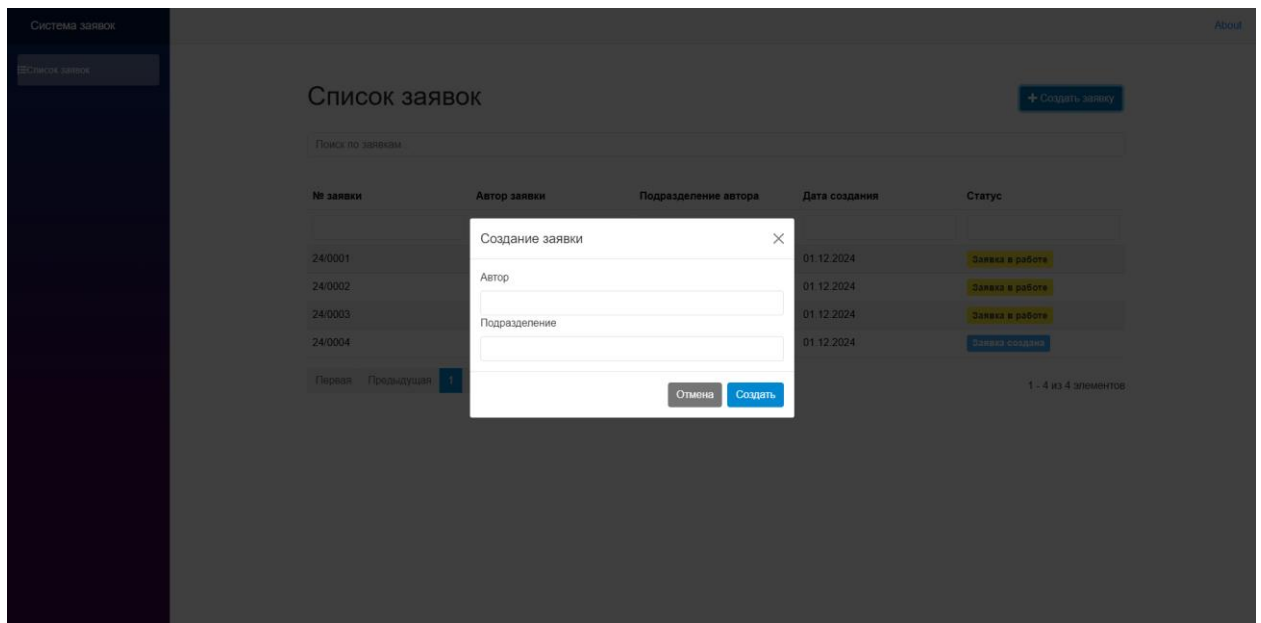 Система заявок
About
Список заявок
Список заявок
+ Создать заявку
Поиск по заявкам
№ заявки Автор заявки Подразделение автора Дата создания Статус
Создание заявки
24/0001 01.12.2024 Заявка в работе
Автор
24/0002 01.12.2024 Заявка в работе
24/0003 01.12.2024 Заявка в работе
Подразделение
24/0004 01.12.2024 Заявка создана
Первая Предыдущая 1
1 - 4 из 4 элементов
Отмена Создать